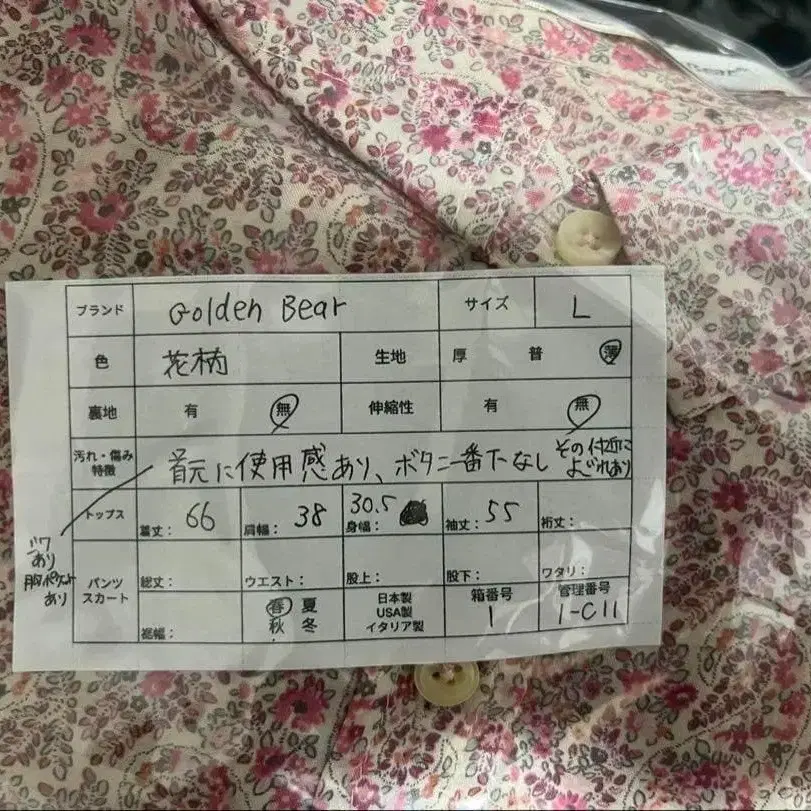 ブランド Golden Bear サイズ L
色 花柄 生地 厚 普 薄
裏地 有 無 伸縮性 有 無
汚れ・傷み
特徴
首元に使用感あり、ボタン一番下なし
その付近に
よごれあり
シワ
あり
胸ポケット
あり
トップス 着丈: 66 肩幅: 38 身幅: 30.5 袖丈: 55 裄丈:
パンツ
スカート
総丈: ウエスト: 股上: 股下: ワタリ:
裾幅:
春 夏
秋 冬
日本製
USA製
イタリア製
箱番号
1
管理番号
1-C11